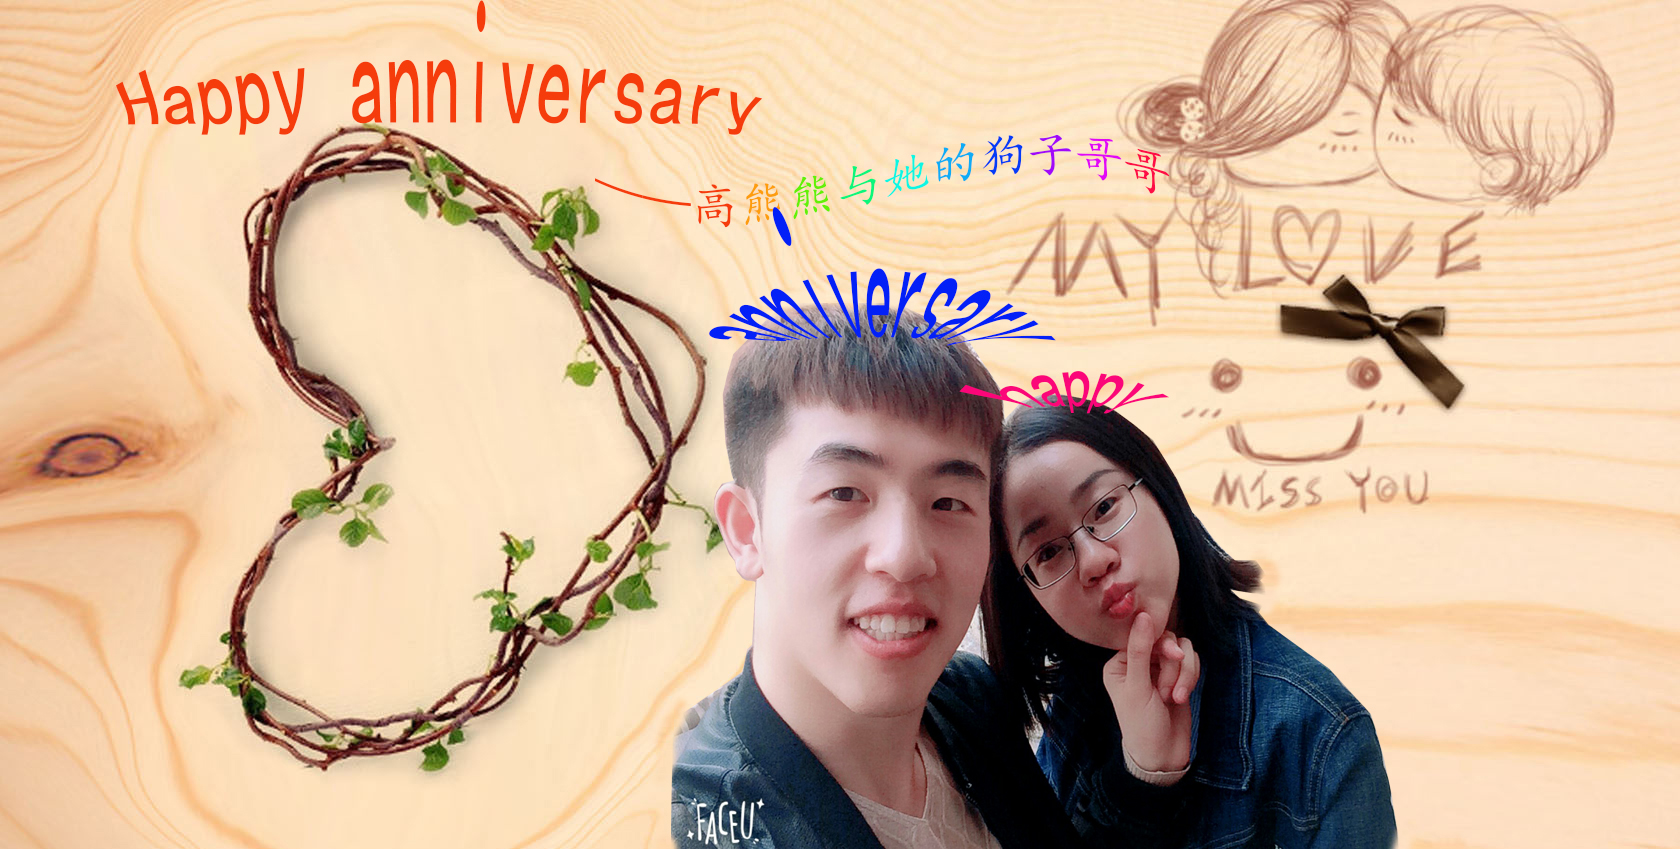 Happy anniversary
——高熊熊与她的狗子哥哥
MY LOVE
anniversary
happy
MISS YOU
FACEU